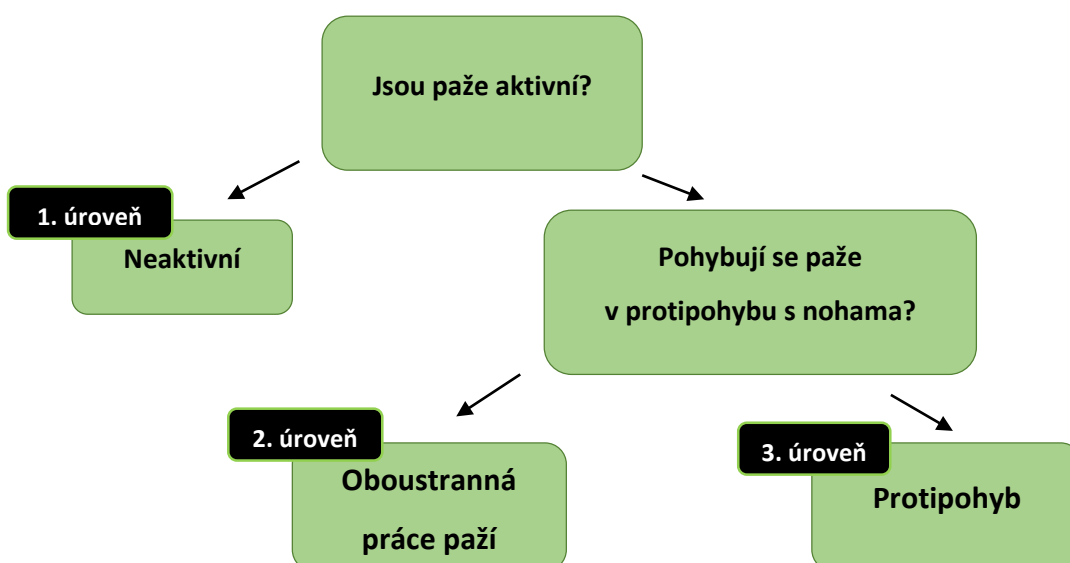 Jsou paže aktivní?
1. úroveň
Neaktivní
Pohybují se paže
v protipohybu s nohama?
2. úroveň
Oboustranná
práce paží
3. úroveň
Protipohyb